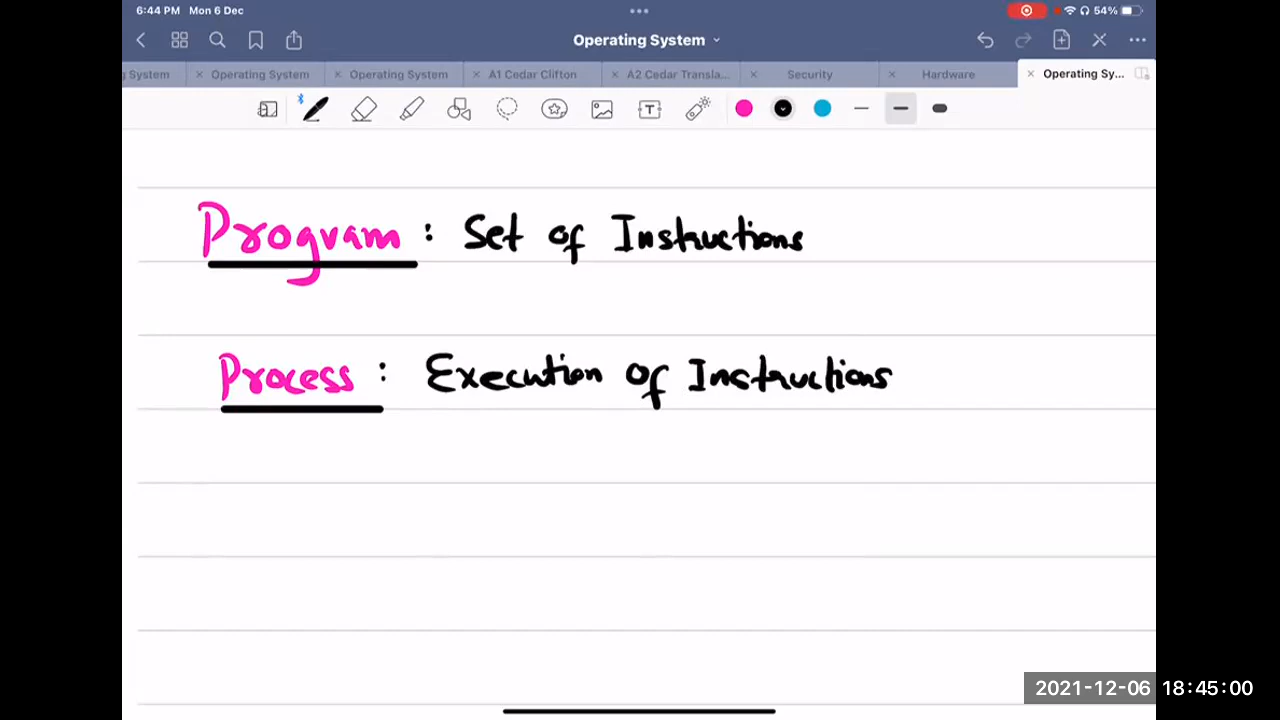 6:44 PM Mon 6 Dec
54%
Operating System
g System
Operating System
Operating System
A1 Cedar Clifton
A2 Cedar Transla...
Security
Hardware
Operating Sy...
Program : Set of Instructions
Process : Execution of Instructions
2021-12-06 18:45:00